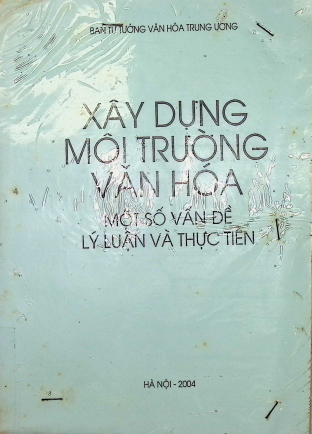 BAN TƯ TƯỞNG VĂN HÓA TRUNG ƯƠNG
XÂY DỰNG
MÔI TRƯỜNG
VĂN HÓA
MỘT SỐ VẤN ĐỀ
LÝ LUẬN VÀ THỰC TIỄN
HÀ NỘI - 2004